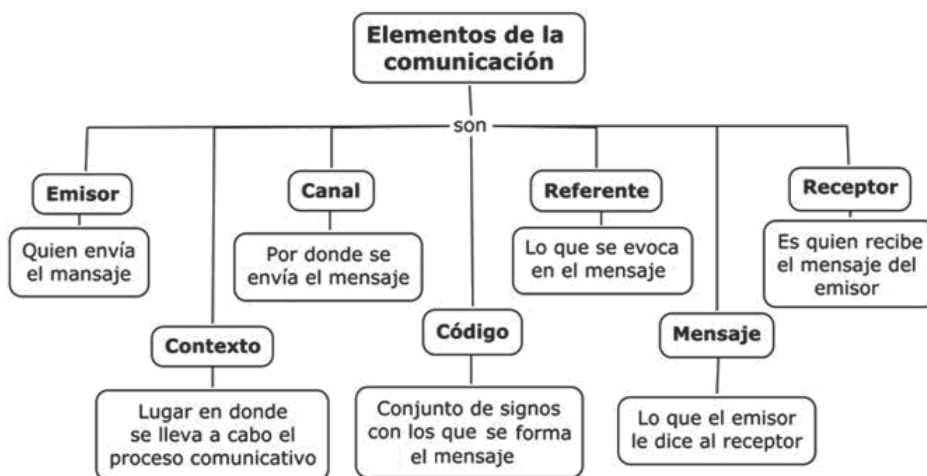 Elementos de la
comunicación
son
Emisor
Quien envía
el mansaje
Contexto
Lugar en donde
se lleva a cabo el
proceso comunicativo
Canal
Por donde se
envía el mensaje
Código
Conjunto de signos
con los que se forma
el mensaje
Referente
Lo que se evoca
en el mensaje
Mensaje
Lo que el emisor
le dice al receptor
Receptor
Es quien recibe
el mensaje del
emisor